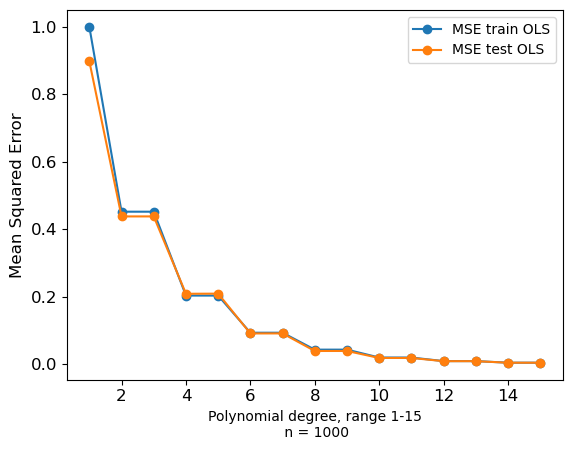 MSE train OLS
MSE test OLS
Mean Squared Error
1.0
0.8
0.6
0.4
0.2
0.0
2 4 6 8 10 12 14
Polynomial degree, range 1-15
n = 1000